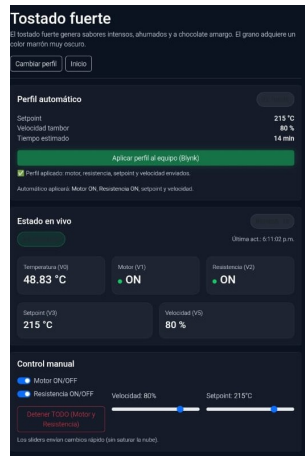 Tostado fuerte
El tostado fuerte genera sabores intensos, ahumados y a chocolate amargo. El grano adquiere un
color marrón muy oscuro.
Cambiar perfil Inicio
Perfil automático
Setpoint 215 °C
Velocidad tambor 80 %
Tiempo estimado 14 min
Aplicar perfil al equipo (Blynk)
✅ Perfil aplicado: motor, resistencia, setpoint y velocidad enviados.
Automático aplicará: Motor ON, Resistencia ON, setpoint y velocidad.
Estado en vivo
Última act.: 6:11:02 p.m.
Temperatura (V0) Motor (V1) Resistencia (V2)
48.83 °C ON ON
Setpoint (V3) Velocidad (V5)
215 °C 80 %
Control manual
Motor ON/OFF
Resistencia ON/OFF Velocidad: 80% Setpoint: 215°C
Detener TODO (Motor y
Resistencia)
Los sliders envían cambios rápido (sin saturar la nube).